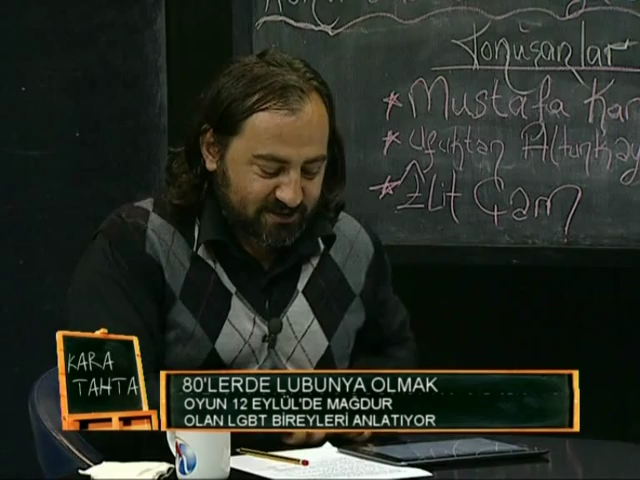 Konuşanlar
* Mustafa Kar
* Ufuktan Altunkay
* Elif Çam
KARA
TAHTA
80'LERDE LUBUNYA OLMAK
OYUN 12 EYLÜL'DE MAĞDUR
OLAN LGBT BİREYLERİ ANLATIYOR